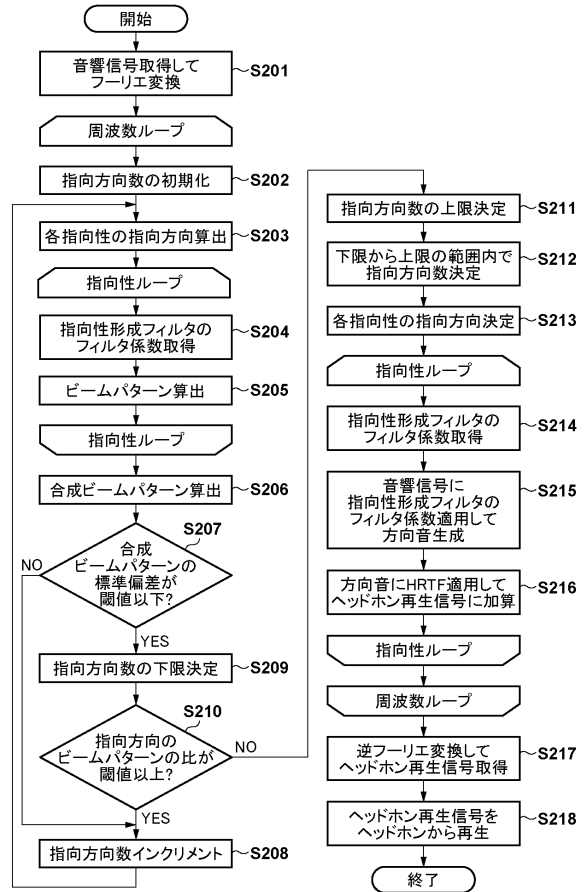 開始
音響信号取得して
フーリエ変換
S201
周波数ループ
指向方向数の初期化
S202
各指向性の指向方向算出
S203
指向性ループ
指向性形成フィルタの
フィルタ係数取得
S204
ビームパターン算出
S205
指向性ループ
合成ビームパターン算出
S206
S207
合成
ビームパターンの
標準偏差が
閾値以下?
NO
YES
指向方向数の下限決定
S209
S210
指向方向の
ビームパターンの比が
閾値以上?
NO
YES
指向方向数インクリメント
S208
指向方向数の上限決定
S211
下限から上限の範囲内で
指向方向数決定
S212
各指向性の指向方向決定
S213
指向性ループ
指向性形成フィルタの
フィルタ係数取得
S214
音響信号に
指向性形成フィルタの
フィルタ係数適用して
方向音生成
S215
方向音にHRTF適用して
ヘッドホン再生信号に加算
S216
指向性ループ
周波数ループ
逆フーリエ変換して
ヘッドホン再生信号取得
S217
ヘッドホン再生信号を
ヘッドホンから再生
S218
終了